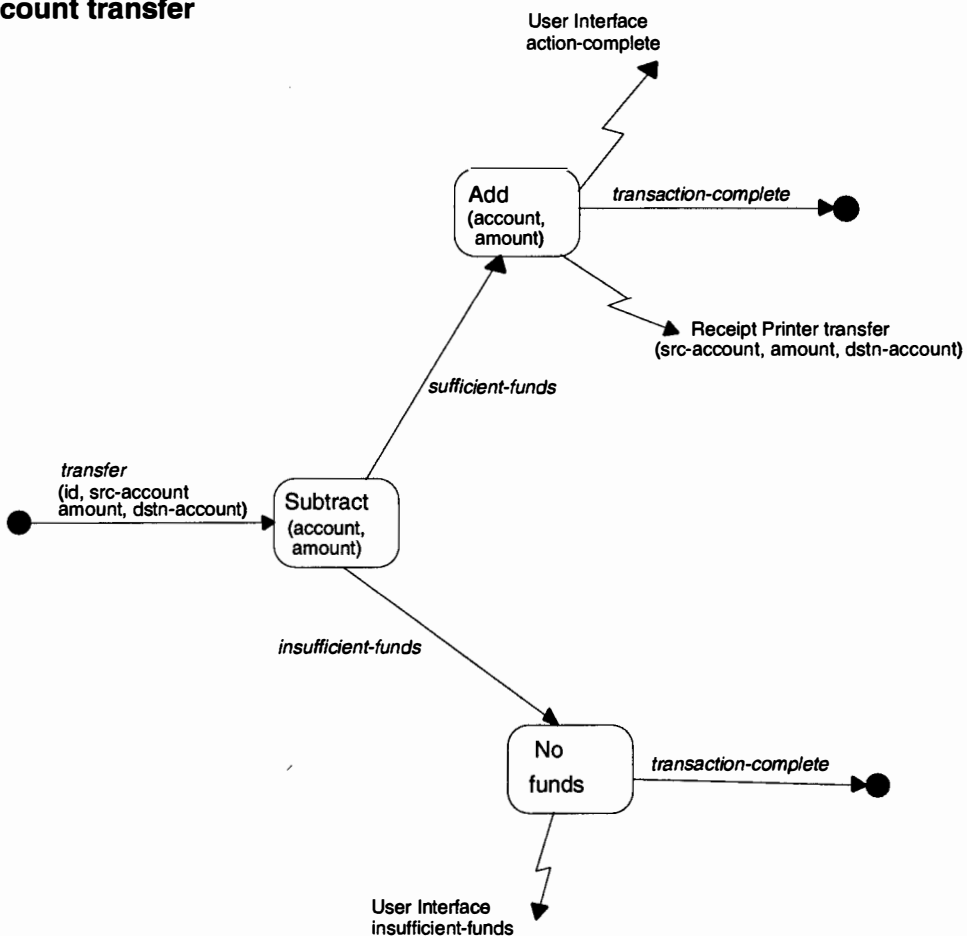 count transfer
User Interface
action-complete
Add
(account,
amount)
transaction-complete
Receipt Printer transfer
(src-account, amount, dstn-account)
sufficient-funds
transfer
(id, src-account
amount, dstn-account)
Subtract
(account,
amount)
insufficient-funds
No
funds
transaction-complete
User Interface
insufficient-funds